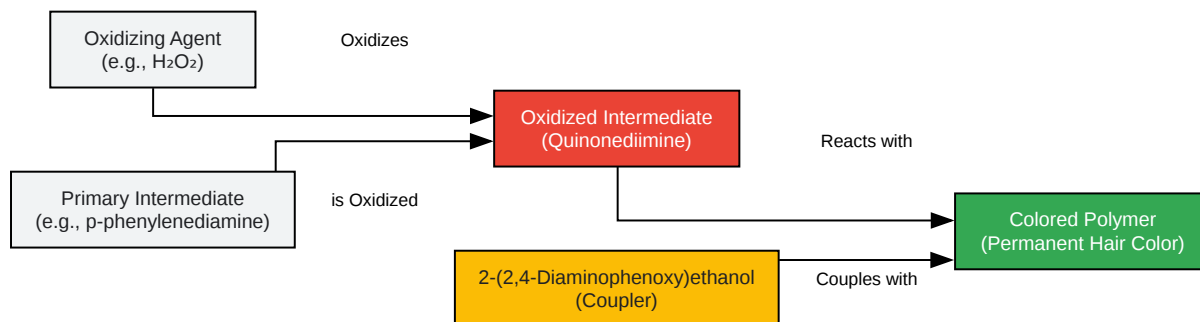 Oxidizing Agent
(e.g., H₂O₂)
Oxidizes
Oxidized Intermediate
(Quinonediimine)
Reacts with
Primary Intermediate
(e.g., p-phenylenediamine)
is Oxidized
Colored Polymer
(Permanent Hair Color)
2-(2,4-Diaminophenoxy)ethanol
(Coupler)
Couples with